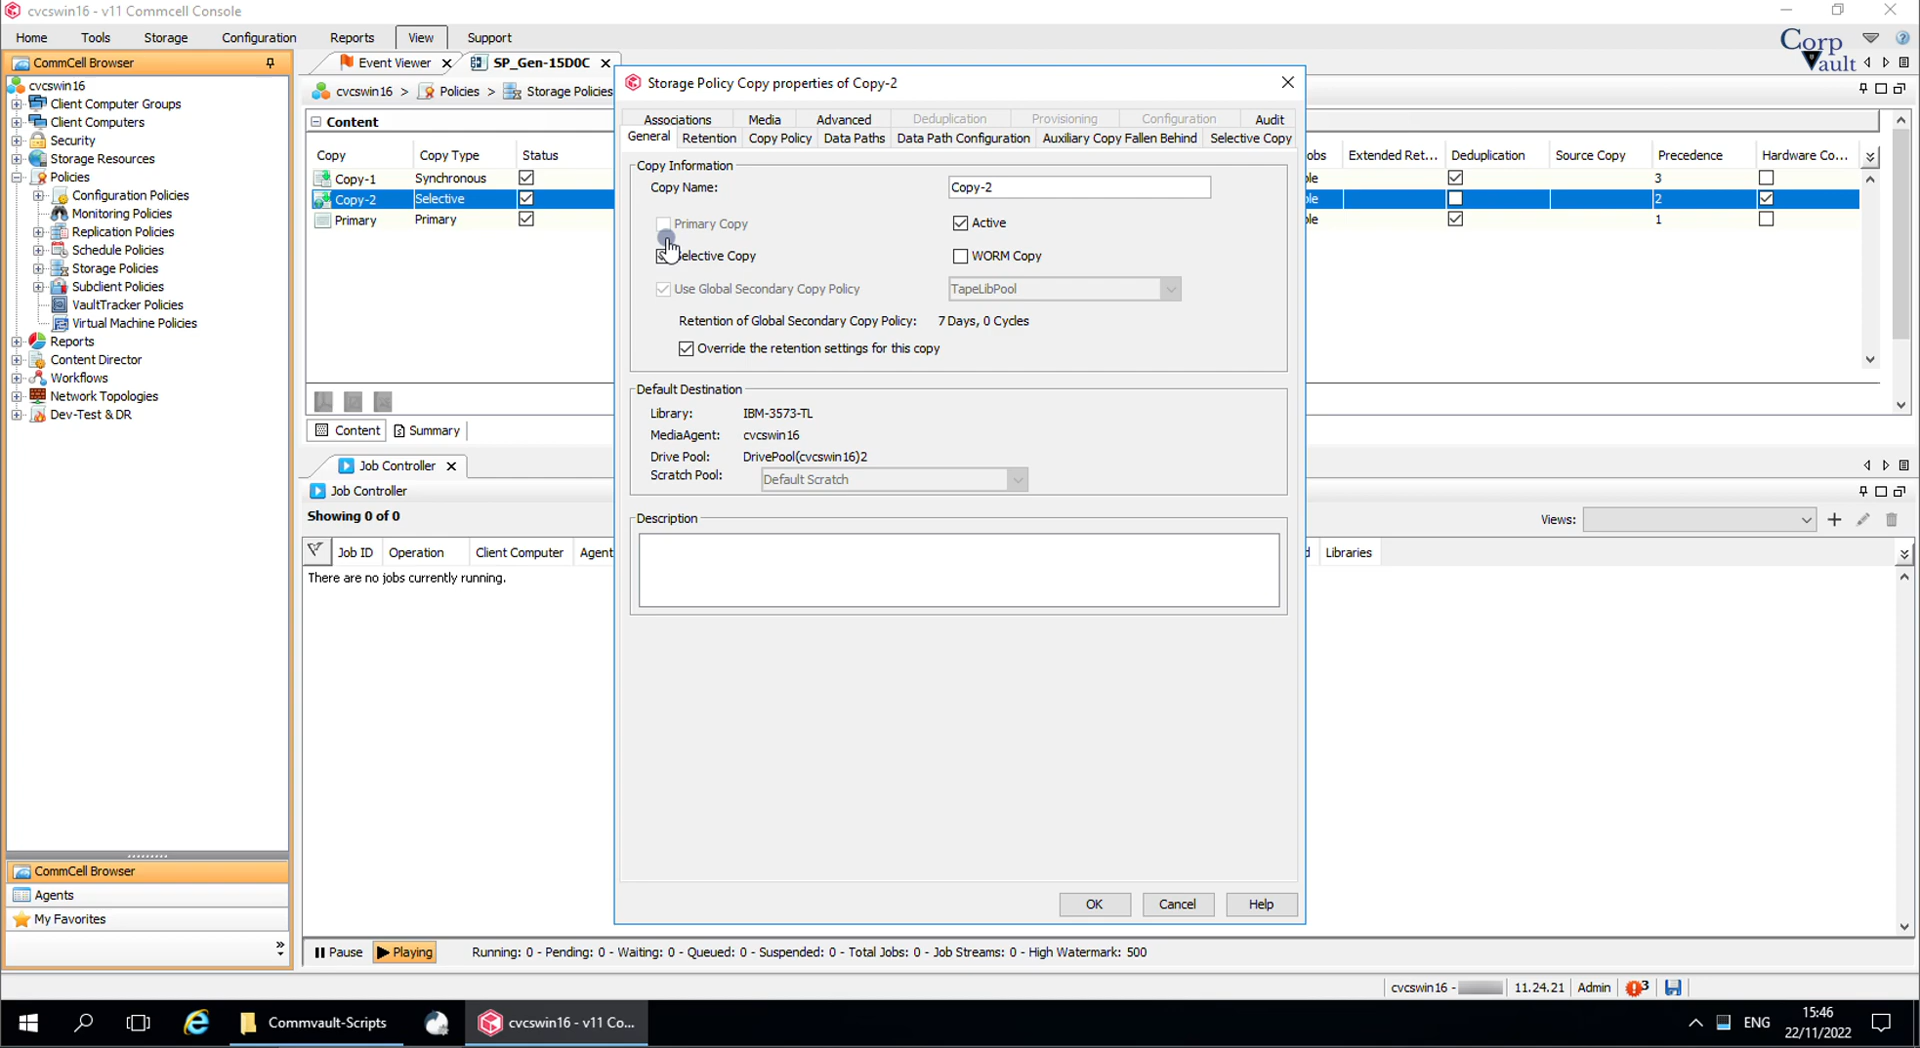 cvcswin16 - v11 Commcell Console
Home Tools Storage Configuration Reports View Support
Corp Vault
CommCell Browser
Event Viewer SP_Gen-15D0C
cvcswin16
Client Computer Groups
Client Computers
Security
Storage Resources
Policies
Configuration Policies
Monitoring Policies
Replication Policies
Schedule Policies
Storage Policies
Subclient Policies
VaultTracker Policies
Virtual Machine Policies
Reports
Content Director
Workflows
Network Topologies
Dev-Test & DR
CommCell Browser
Agents
My Favorites
cvcswin16 > Policies > Storage Policies
Content
Copy Copy Type Status obs Extended Ret... Deduplication Source Copy Precedence Hardware Co...
Copy-1 Synchronous ble 3
Copy-2 Selective ble 2
Primary Primary ble 1
Content Summary
Storage Policy Copy properties of Copy-2
Associations Media Advanced Deduplication Provisioning Configuration Audit
General Retention Copy Policy Data Paths Data Path Configuration Auxiliary Copy Fallen Behind Selective Copy
Copy Information
Copy Name: Copy-2
Primary Copy Active
elective Copy WORM Copy
Use Global Secondary Copy Policy TapeLibPool
Retention of Global Secondary Copy Policy: 7 Days, 0 Cycles
Override the retention settings for this copy
Default Destination
Library: IBM-3573-TL
MediaAgent: cvcswin16
Drive Pool: DrivePool(cvcswin16)2
Scratch Pool: Default Scratch
Description
OK Cancel Help
Job Controller
Job Controller
Showing 0 of 0
Views:
Job ID Operation Client Computer Agent d Libraries
There are no jobs currently running.
Pause Playing Running: 0 - Pending: 0 - Waiting: 0 - Queued: 0 - Suspended: 0 - Total Jobs: 0 - Job Streams: 0 - High Watermark: 500
cvcswin16 - 11.24.21 Admin 3
Commvault-Scripts cvcswin16 - v11 Co...
ENG 15:46
22/11/2022